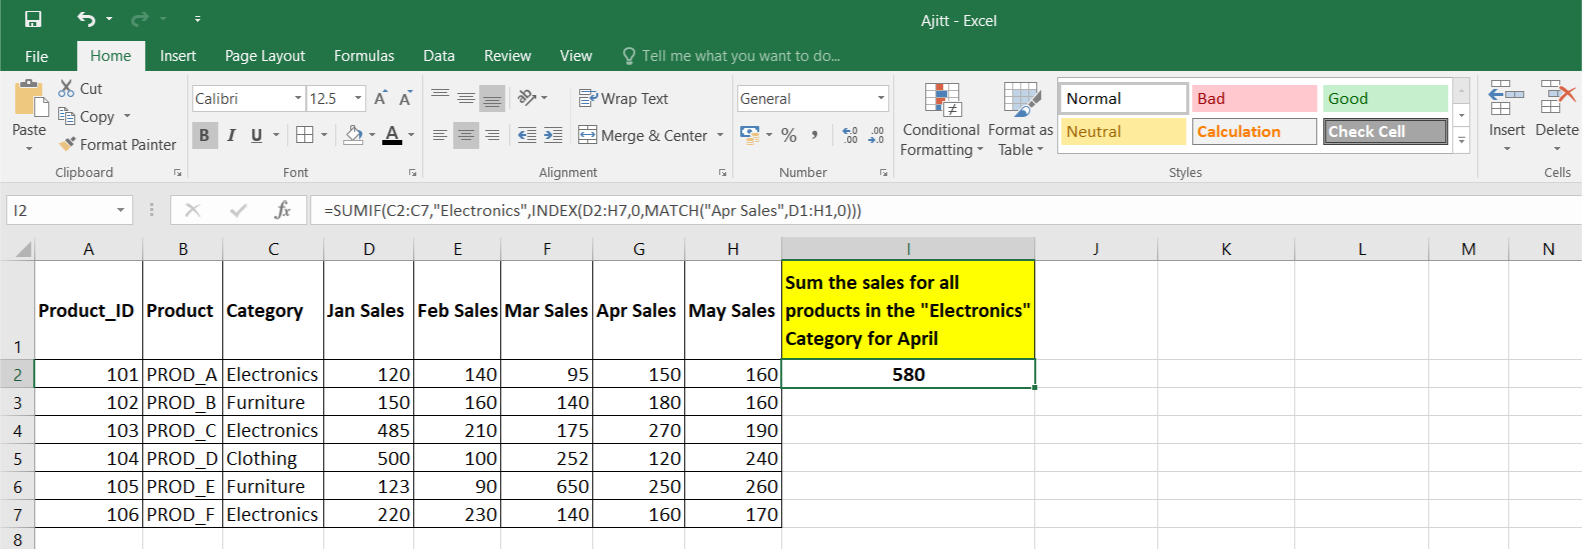 Ajitt - Excel
File Home Insert Page Layout Formulas Data Review View Tell me what you want to do...
Paste
Cut
Copy
Format Painter
Clipboard
Calibri 12.5 A A
B I U A
Font
Wrap Text
Merge & Center
Alignment
General
% , .0 .00 .00 .0
Number
Conditional Formatting
Format as Table
Normal Bad Good
Neutral Calculation Check Cell
Styles
Insert Delete
Cells
I2 fx =SUMIF(C2:C7,"Electronics",INDEX(D2:H7,0,MATCH("Apr Sales",D1:H1,0)))
A B C D E F G H I J K L M N
1 Product_ID Product Category Jan Sales Feb Sales Mar Sales Apr Sales May Sales Sum the sales for all
products in the "Electronics"
Category for April
2 101 PROD_A Electronics 120 140 95 150 160 580
3 102 PROD_B Furniture 150 160 140 180 160
4 103 PROD_C Electronics 485 210 175 270 190
5 104 PROD_D Clothing 500 100 252 120 240
6 105 PROD_E Furniture 123 90 650 250 260
7 106 PROD_F Electronics 220 230 140 160 170
8